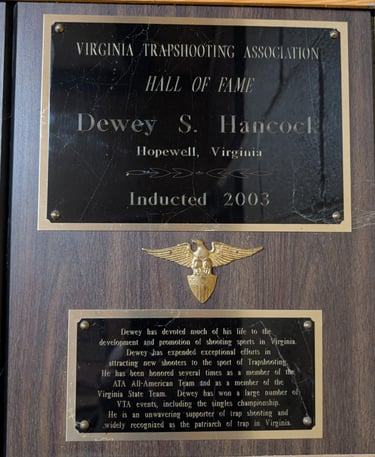 VIRGINIA TRAPSHOOTING ASSOCIATION
HALL OF FAME
Dewey S. Hancock
Hopewell, Virginia
Inducted 2003
Dewey has devoted much of his life to the
development and promotion of shooting sports in Virginia.
Dewey has expended exceptional efforts in
attracting new shooters to the sport of Trapshooting.
He has been honored several times as a member of the
ATA All-American Team and as a member of the
Virginia State Team. Dewey has won a large number of
VTA events, including the singles championship.
He is an unwavering supporter of trap shooting and
widely recognized as the patriarch of trap in Virginia.